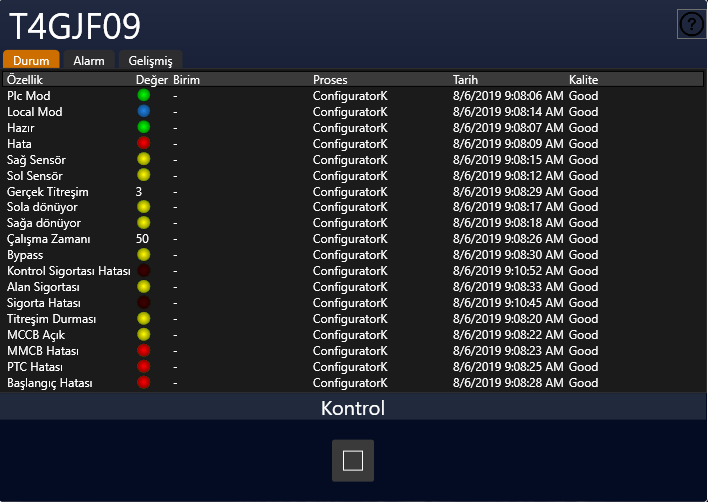 T4GJF09
?
Durum Alarm Gelişmiş
Özellik Değer Birim Proses Tarih Kalite
Plc Mod - ConfiguratorK 8/6/2019 9:08:06 AM Good
Local Mod - ConfiguratorK 8/6/2019 9:08:14 AM Good
Hazır - ConfiguratorK 8/6/2019 9:08:07 AM Good
Hata - ConfiguratorK 8/6/2019 9:08:09 AM Good
Sağ Sensör - ConfiguratorK 8/6/2019 9:08:15 AM Good
Sol Sensör - ConfiguratorK 8/6/2019 9:08:12 AM Good
Gerçek Titreşim 3 - ConfiguratorK 8/6/2019 9:08:29 AM Good
Sola dönüyor - ConfiguratorK 8/6/2019 9:08:17 AM Good
Sağa dönüyor - ConfiguratorK 8/6/2019 9:08:18 AM Good
Çalışma Zamanı 50 - ConfiguratorK 8/6/2019 9:08:26 AM Good
Bypass - ConfiguratorK 8/6/2019 9:08:30 AM Good
Kontrol Sigortası Hatası - ConfiguratorK 8/6/2019 9:10:52 AM Good
Alan Sigortası - ConfiguratorK 8/6/2019 9:08:33 AM Good
Sigorta Hatası - ConfiguratorK 8/6/2019 9:10:45 AM Good
Titreşim Durması - ConfiguratorK 8/6/2019 9:08:20 AM Good
MCCB Açık - ConfiguratorK 8/6/2019 9:08:22 AM Good
MMCB Hatası - ConfiguratorK 8/6/2019 9:08:23 AM Good
PTC Hatası - ConfiguratorK 8/6/2019 9:08:25 AM Good
Başlangıç Hatası - ConfiguratorK 8/6/2019 9:08:28 AM Good
Kontrol